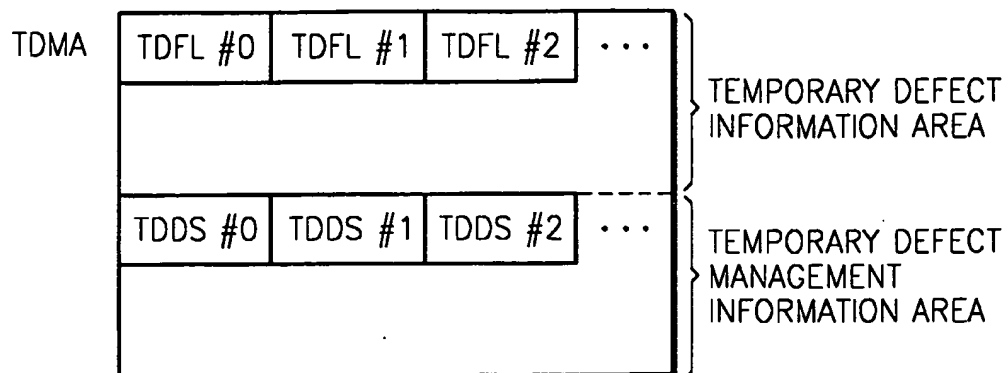 TDMA
TDFL #0 TDFL #1 TDFL #2 ...
TEMPORARY DEFECT
INFORMATION AREA
TDDS #0 TDDS #1 TDDS #2 ...
TEMPORARY DEFECT
MANAGEMENT
INFORMATION AREA